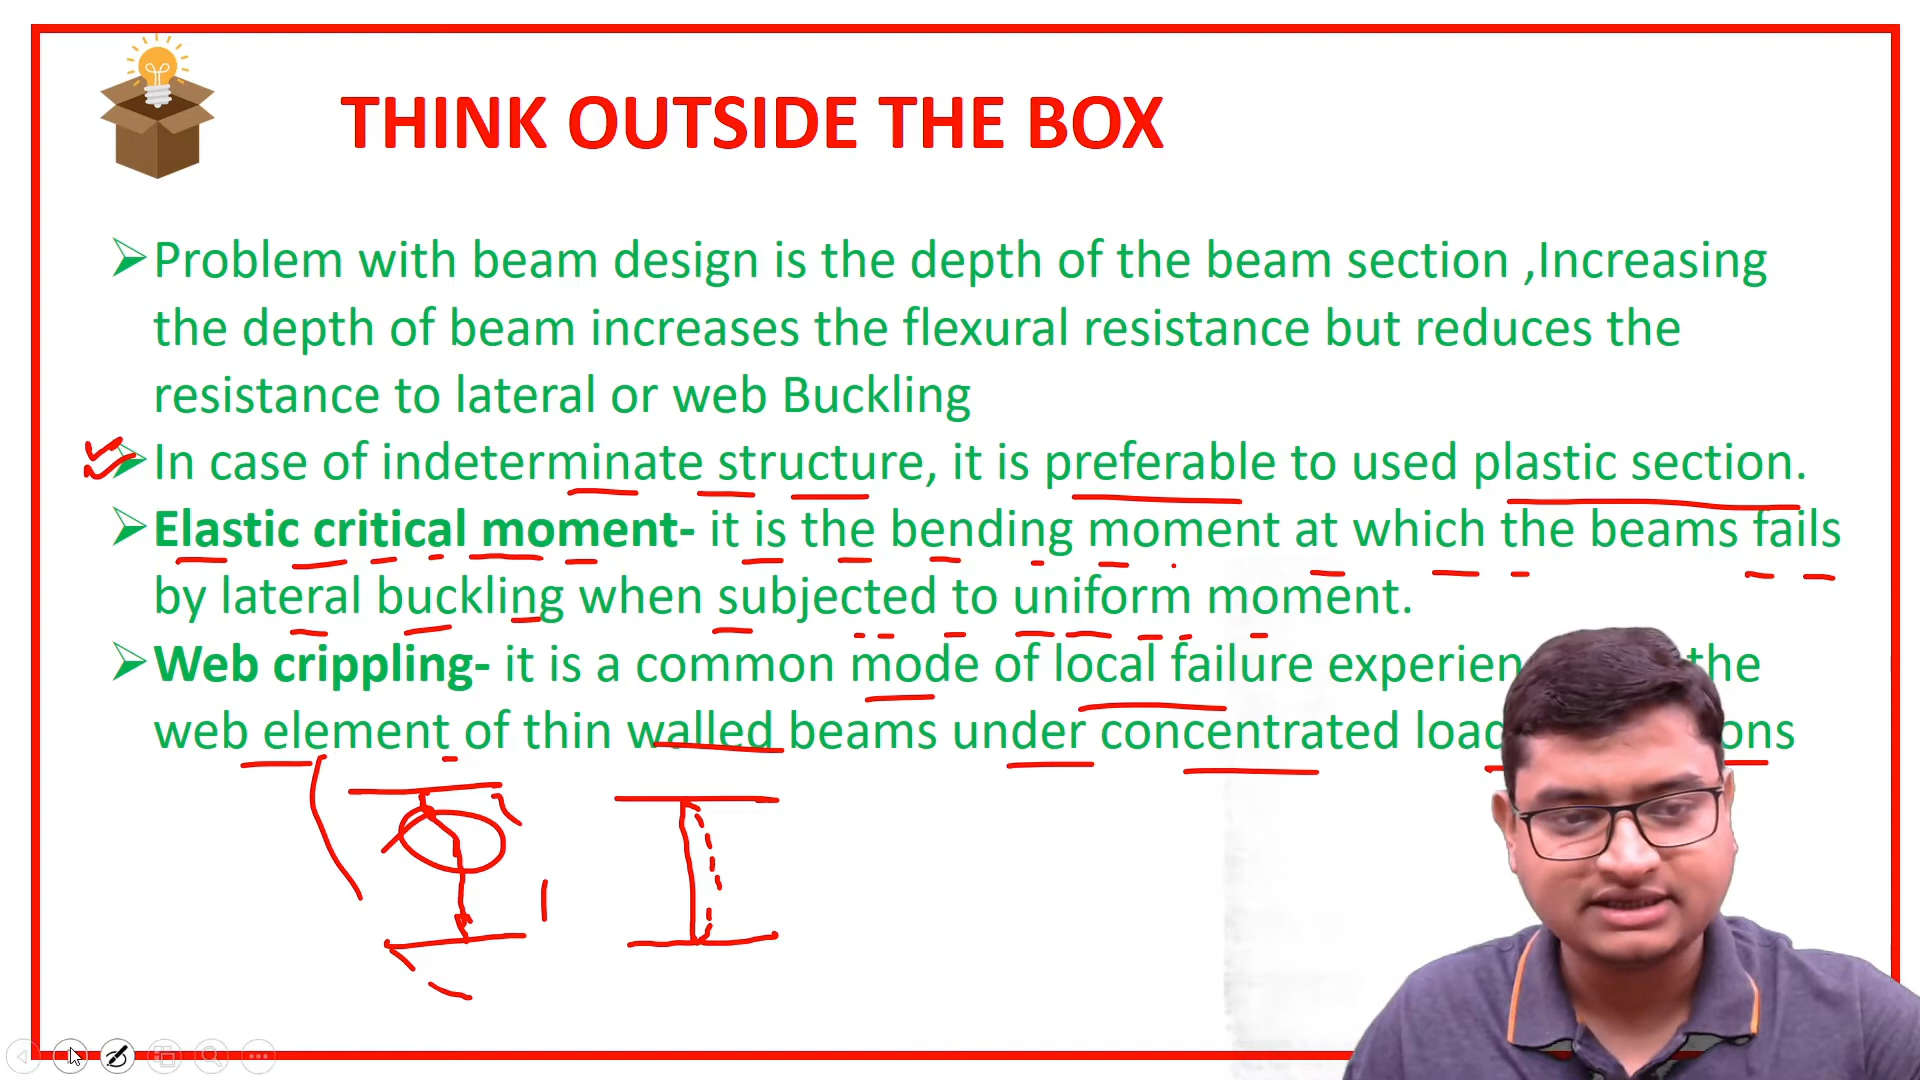 THINK OUTSIDE THE BOX
Problem with beam design is the depth of the beam section ,Increasing
the depth of beam increases the flexural resistance but reduces the
resistance to lateral or web Buckling
In case of indeterminate structure, it is preferable to used plastic section.
Elastic critical moment- it is the bending moment at which the beams fails
by lateral buckling when subjected to uniform moment.
Web crippling- it is a common mode of local failure the
web element of thin walled beams under concentrated